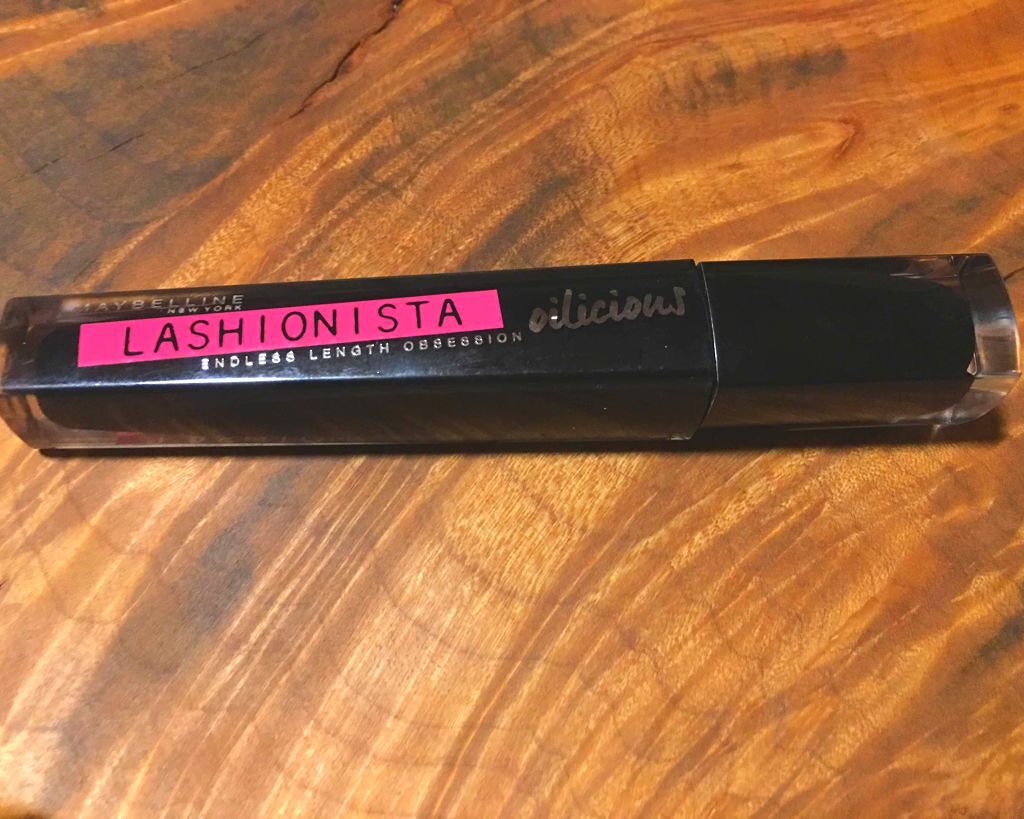 MAYBELLINE
NEW YORK
LASHIONISTA
oilicious
ENDLESS LENGTH OBSESSION